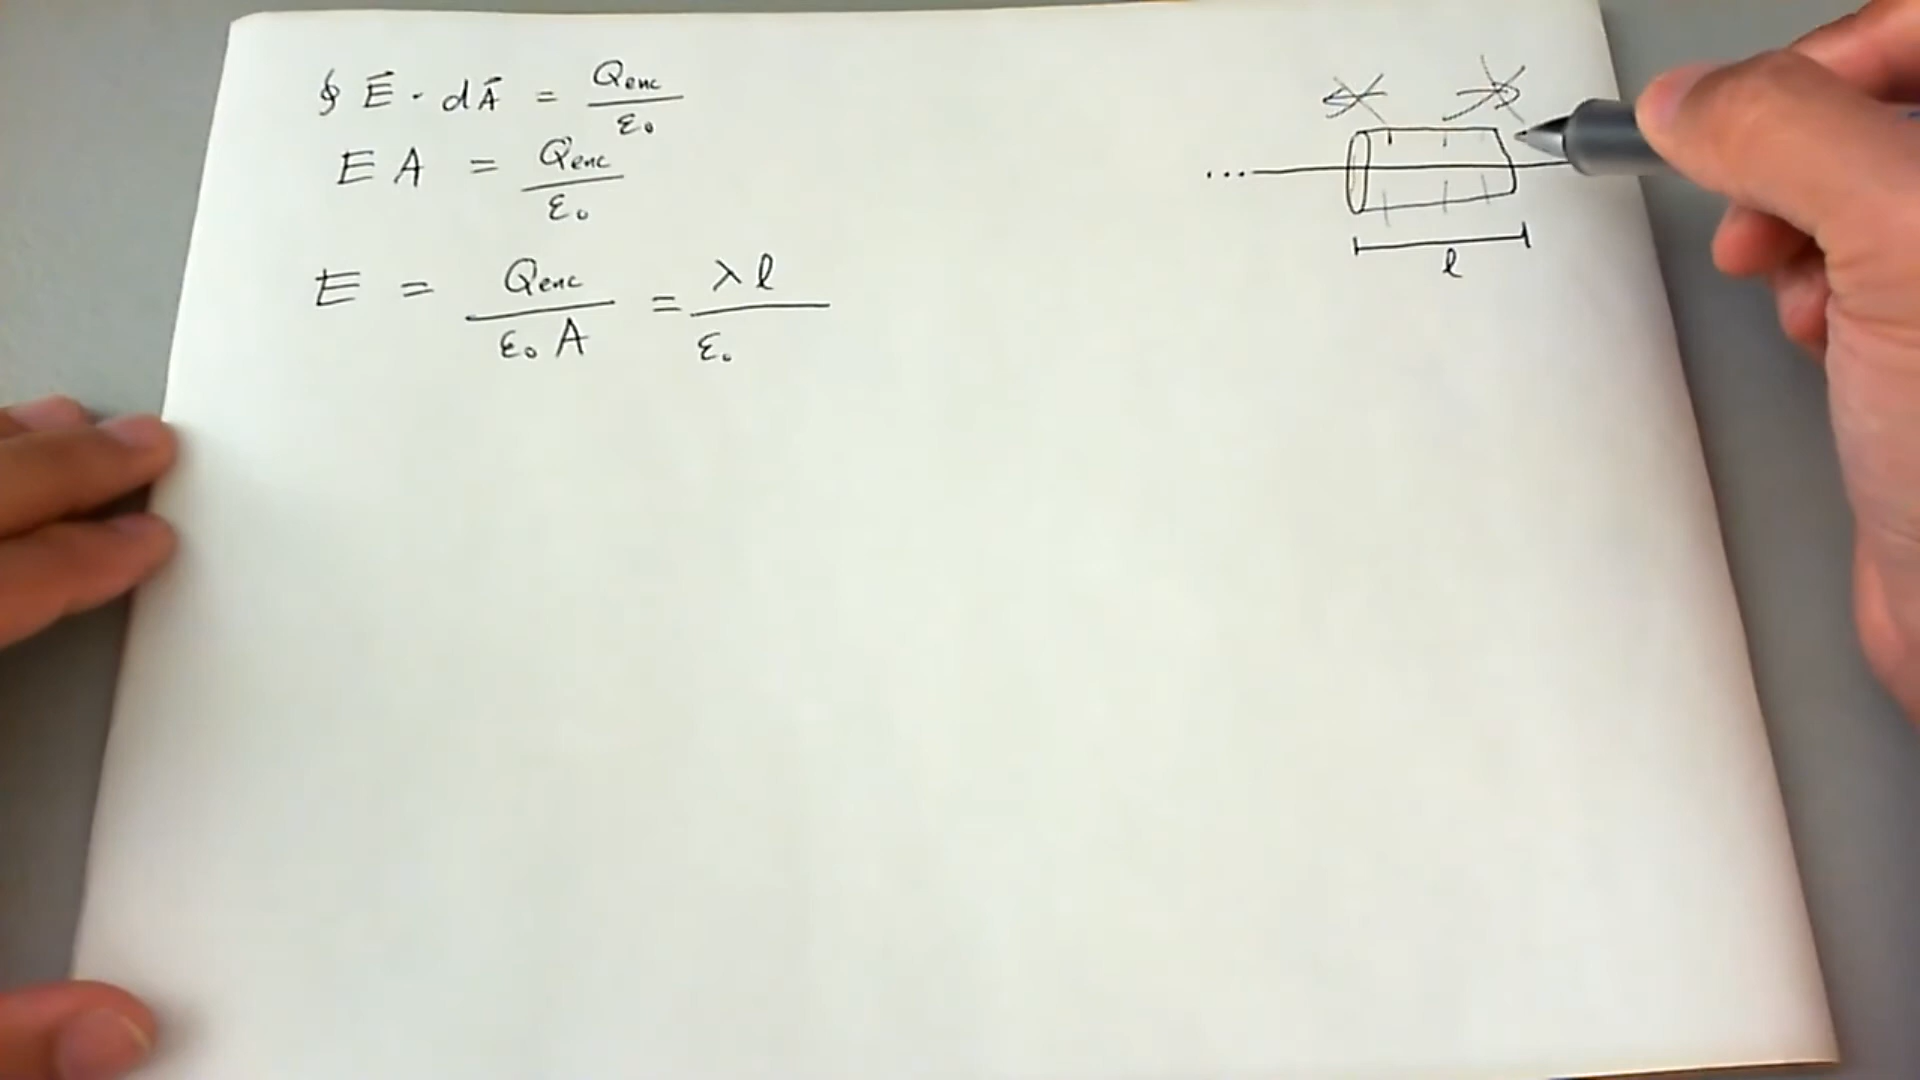 ∮ E⃗ · dA⃗ = Qenc / ε₀
E A = Qenc / ε₀
E = Qenc / ε₀ A = λ l / ε₀
...
l